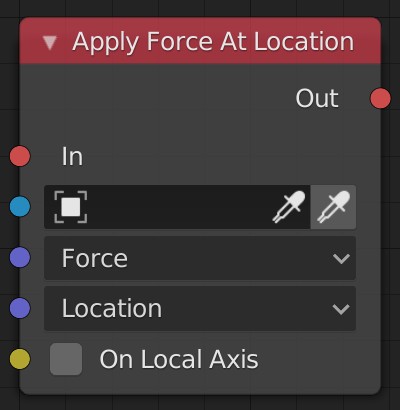 Apply Force At Location
Out
In
Force
Location
On Local Axis